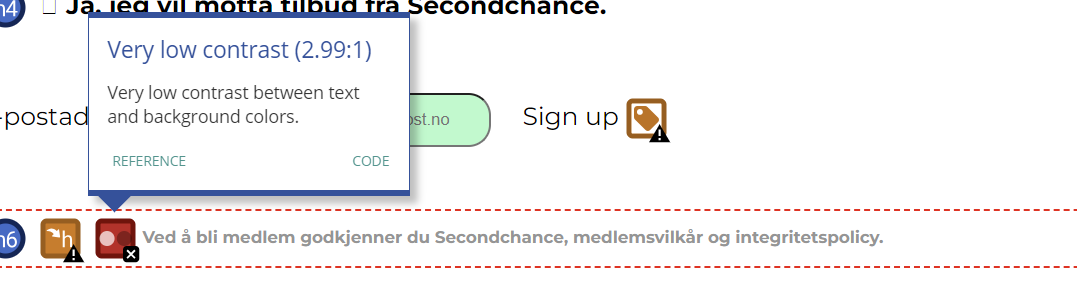 h4 Ja, jeg vil motta tilbud fra Secondchance.
Very low contrast (2.99:1)
Very low contrast between text
and background colors.
REFERENCE CODE
-postad
ost.no
Sign up
h6 h Ved å bli medlem godkjenner du Secondchance, medlemsvilkår og integritetspolicy.